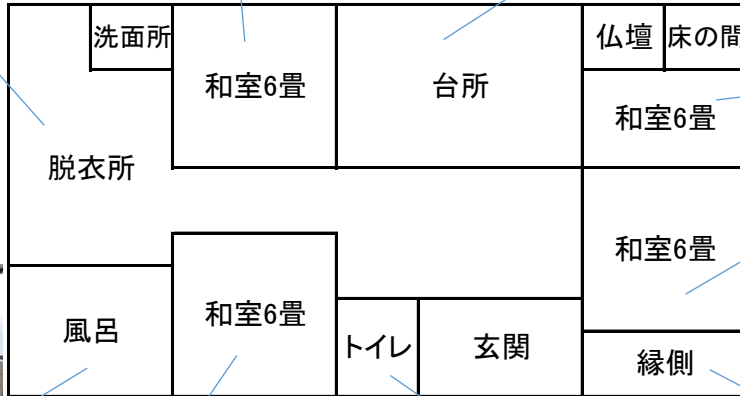 洗面所
和室6畳
台所
仏壇
床の間
和室6畳
脱衣所
和室6畳
風呂
和室6畳
トイレ
玄関
縁側